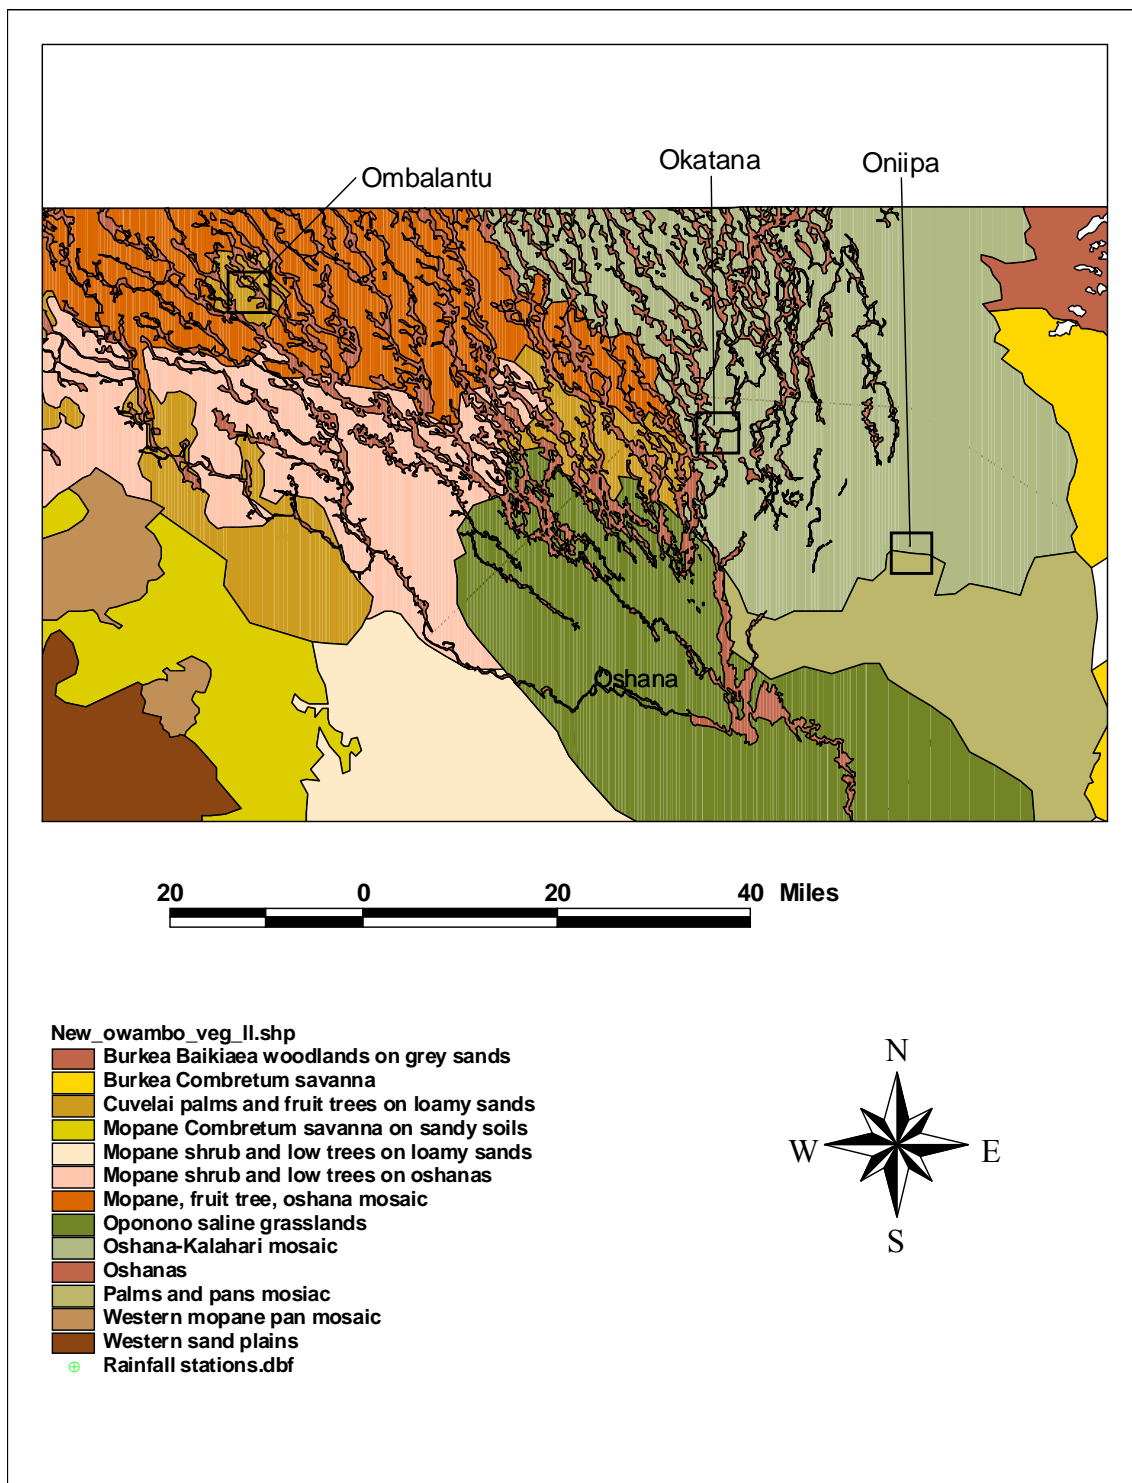 Ombalantu
Okatana
Oniipa
Oshana
20 0 20 40 Miles
New_owambo_veg_ll.shp
Burkea Baikiaea woodlands on grey sands
Burkea Combretum savanna
Cuvelai palms and fruit trees on loamy sands
Mopane Combretum savanna on sandy soils
Mopane shrub and low trees on loamy sands
Mopane shrub and low trees on oshanas
Mopane, fruit tree, oshana mosaic
Oponono saline grasslands
Oshana-Kalahari mosaic
Oshanas
Palms and pans mosiac
Western mopane pan mosaic
Western sand plains
Rainfall stations.dbf
N
W E
S